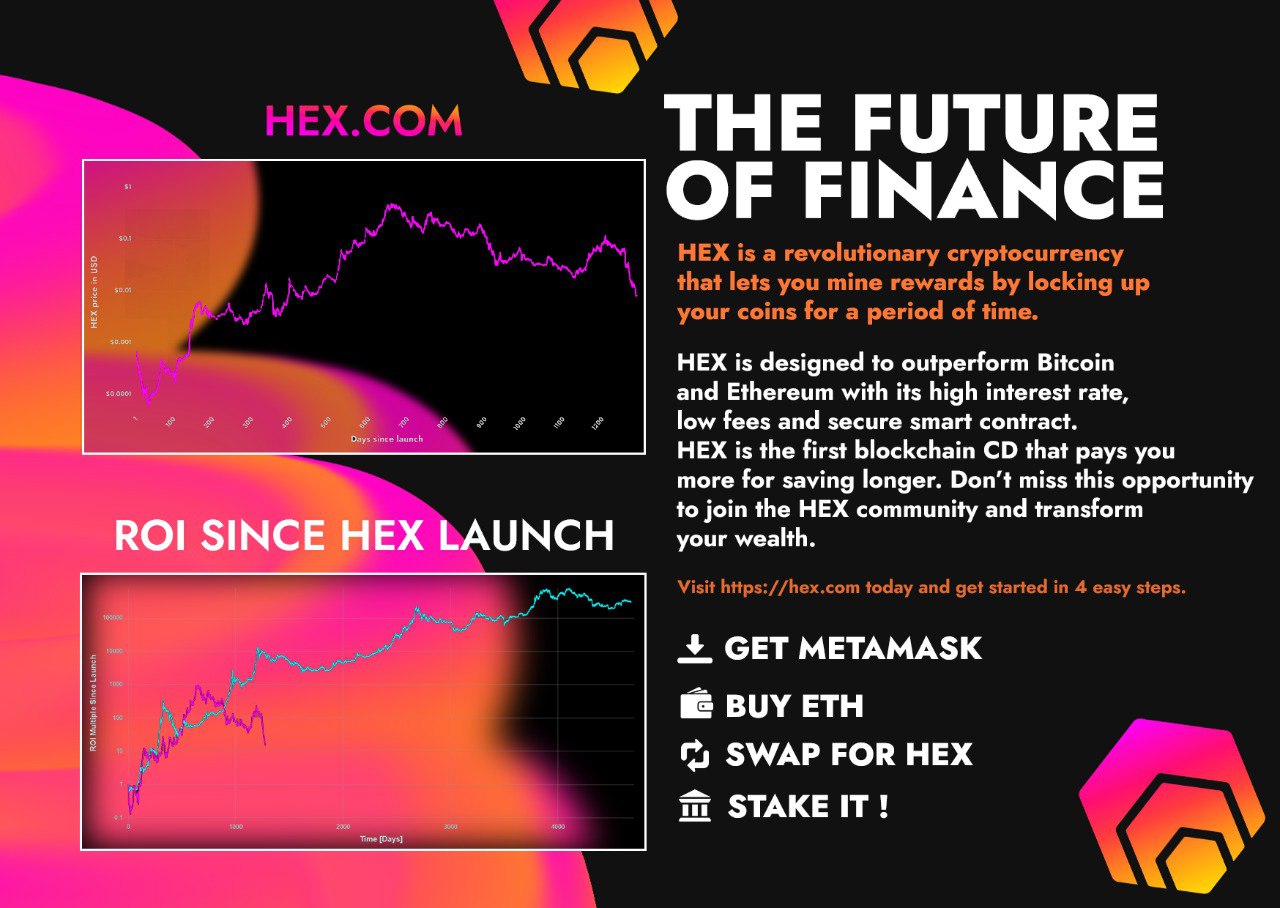 HEX.COM
$1
$0.1
$0.01
$0.001
$0.0001
HEX price in USD
1
100
200
300
400
500
600
700
800
900
1000
1100
1200
Days since launch
ROI SINCE HEX LAUNCH
100000
10000
1000
100
10
1
0.1
ROI Multiple Since Launch
0
1000
2000
3000
4000
Time [Days]
THE FUTURE
OF FINANCE
HEX is a revolutionary cryptocurrency
that lets you mine rewards by locking up
your coins for a period of time.
HEX is designed to outperform Bitcoin
and Ethereum with its high interest rate,
low fees and secure smart contract.
HEX is the first blockchain CD that pays you
more for saving longer. Don’t miss this opportunity
to join the HEX community and transform
your wealth.
Visit https://hex.com today and get started in 4 easy steps.
GET METAMASK
BUY ETH
SWAP FOR HEX
STAKE IT !